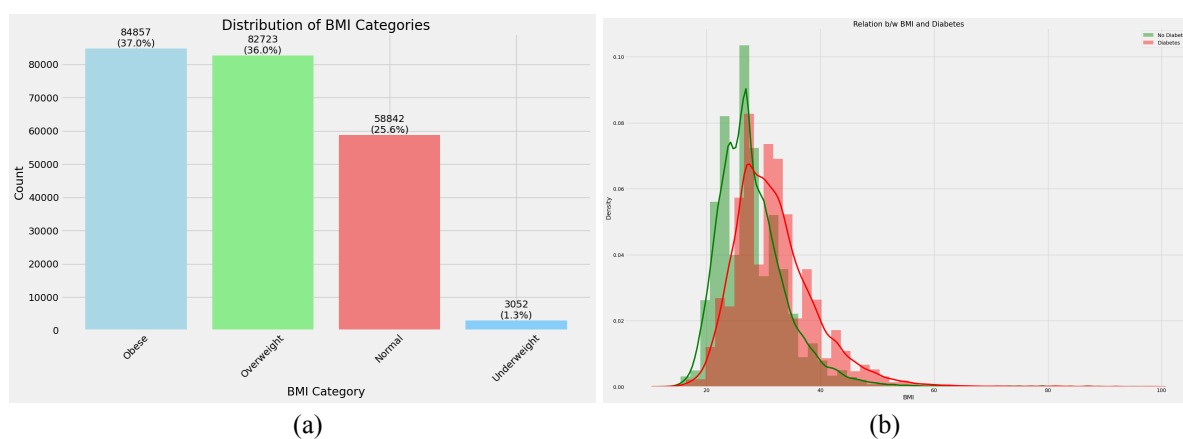 Distribution of BMI Categories
84857
(37.0%)
82723
(36.0%)
58842
(25.6%)
3052
(1.3%)
Count
80000
70000
60000
50000
40000
30000
20000
10000
0
Obese
Overweight
Normal
Underweight
BMI Category
(a)
Relation b/w BMI and Diabetes
No Diabet
Diabetes
Density
0.10
0.08
0.06
0.04
0.02
0.00
20
40
60
80
100
BMI
(b)